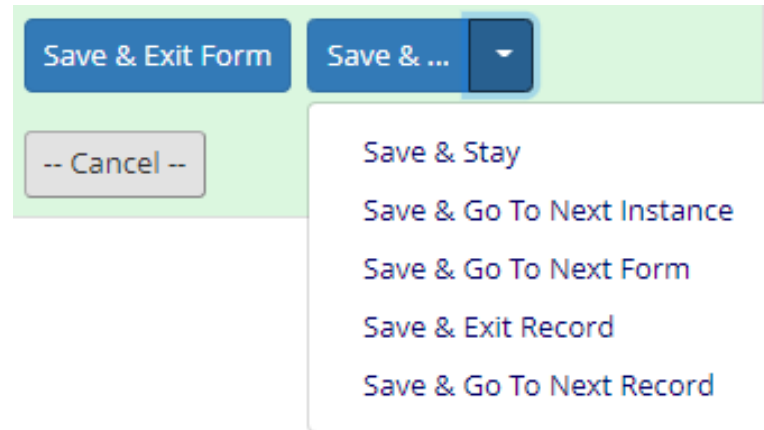 Save & Exit Form
Save & ...
-- Cancel --
Save & Stay
Save & Go To Next Instance
Save & Go To Next Form
Save & Exit Record
Save & Go To Next Record